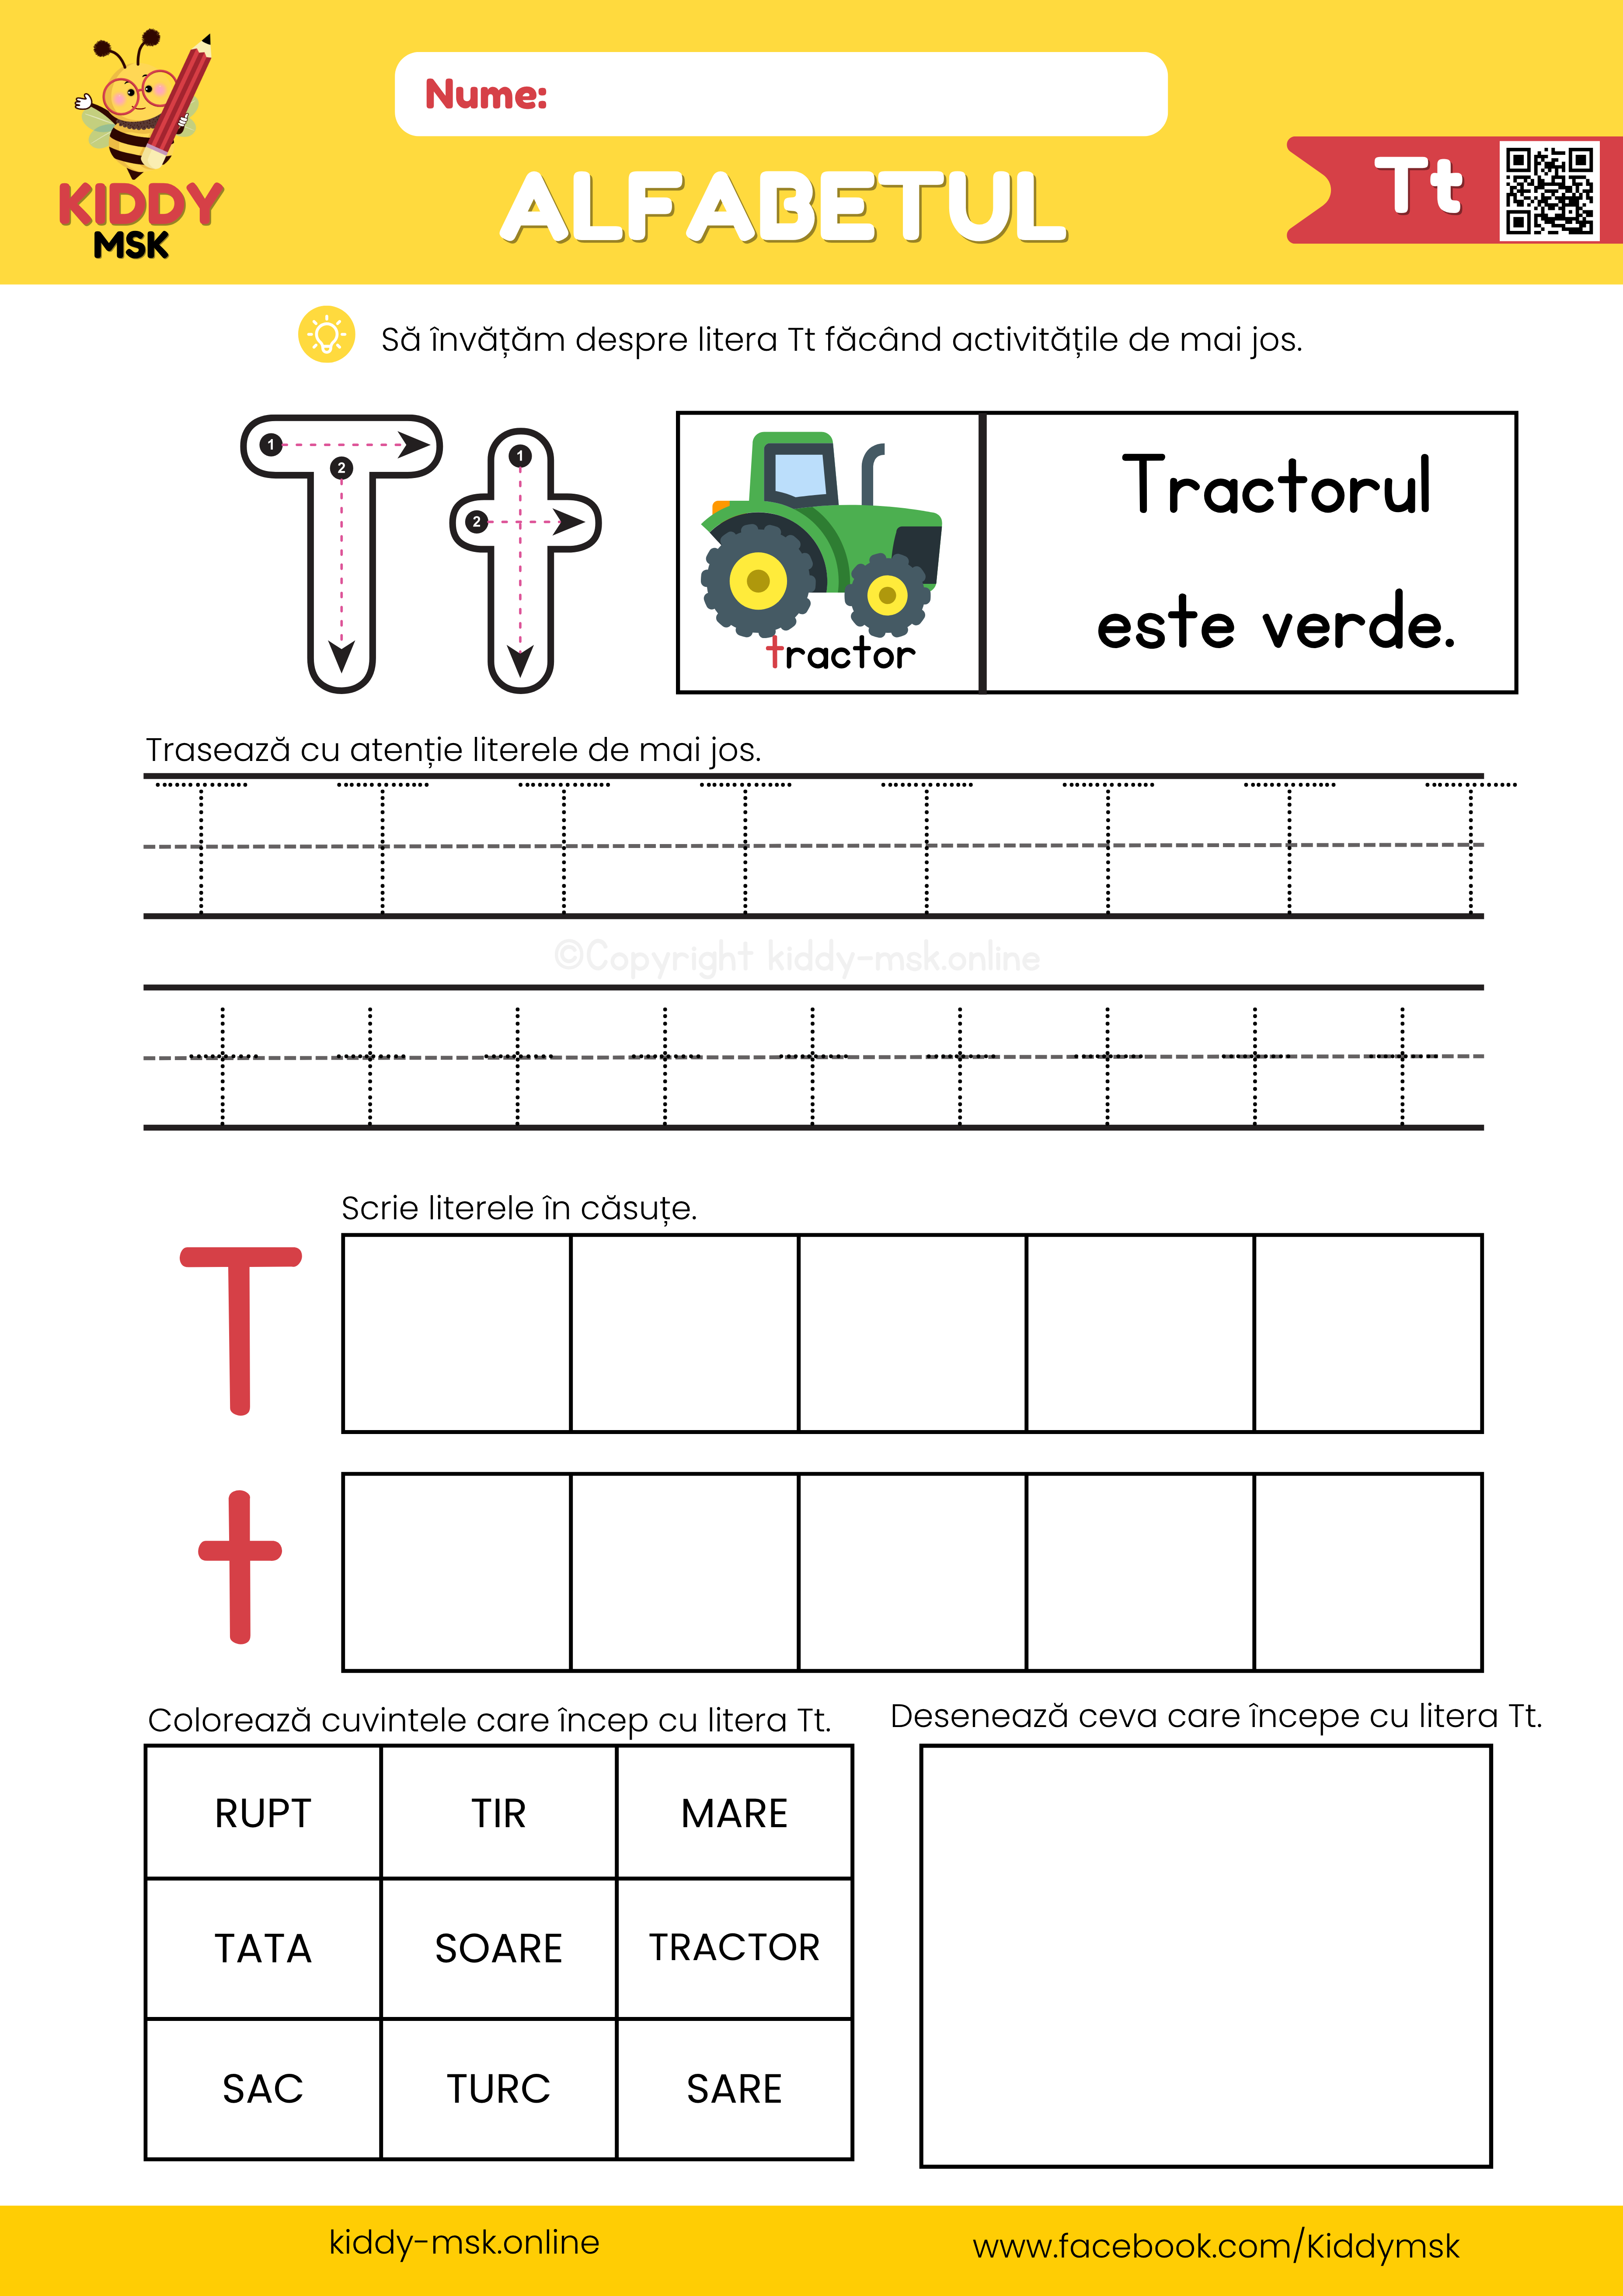 Nume:
KIDDY
MSK
ALFABETUL
Tt
Să învățăm despre litera Tt făcând activitățile de mai jos.
1
2
1
2
tractor
Tractorul
este verde.
Trasează cu atenție literele de mai jos.
T T T T T T T T
©Copyright kiddy-msk.online
t t t t t t t t t
Scrie literele în căsuțe.
T
t
Colorează cuvintele care încep cu litera Tt.
RUPT TIR MARE
TATA SOARE TRACTOR
SAC TURC SARE
Desenează ceva care începe cu litera Tt.
kiddy-msk.online
www.facebook.com/Kiddymsk